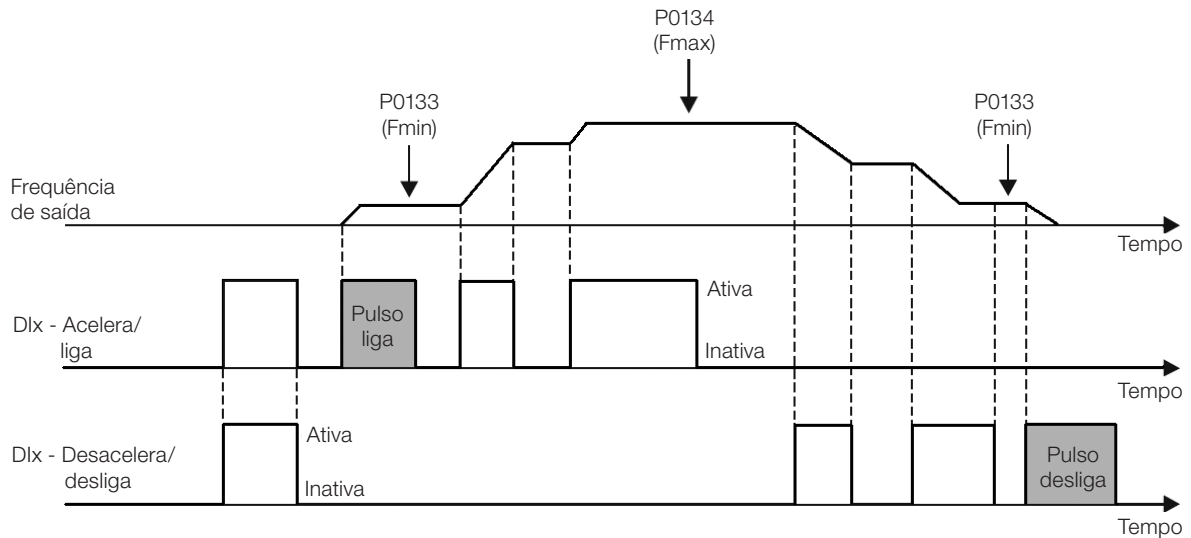 P0134
(Fmax)
P0133
(Fmin)
P0133
(Fmin)
Frequência
de saída
Tempo
DIx - Acelera/
liga
Pulso
liga
Ativa
Inativa
Tempo
DIx - Desacelera/
desliga
Ativa
Inativa
Pulso
desliga
Tempo